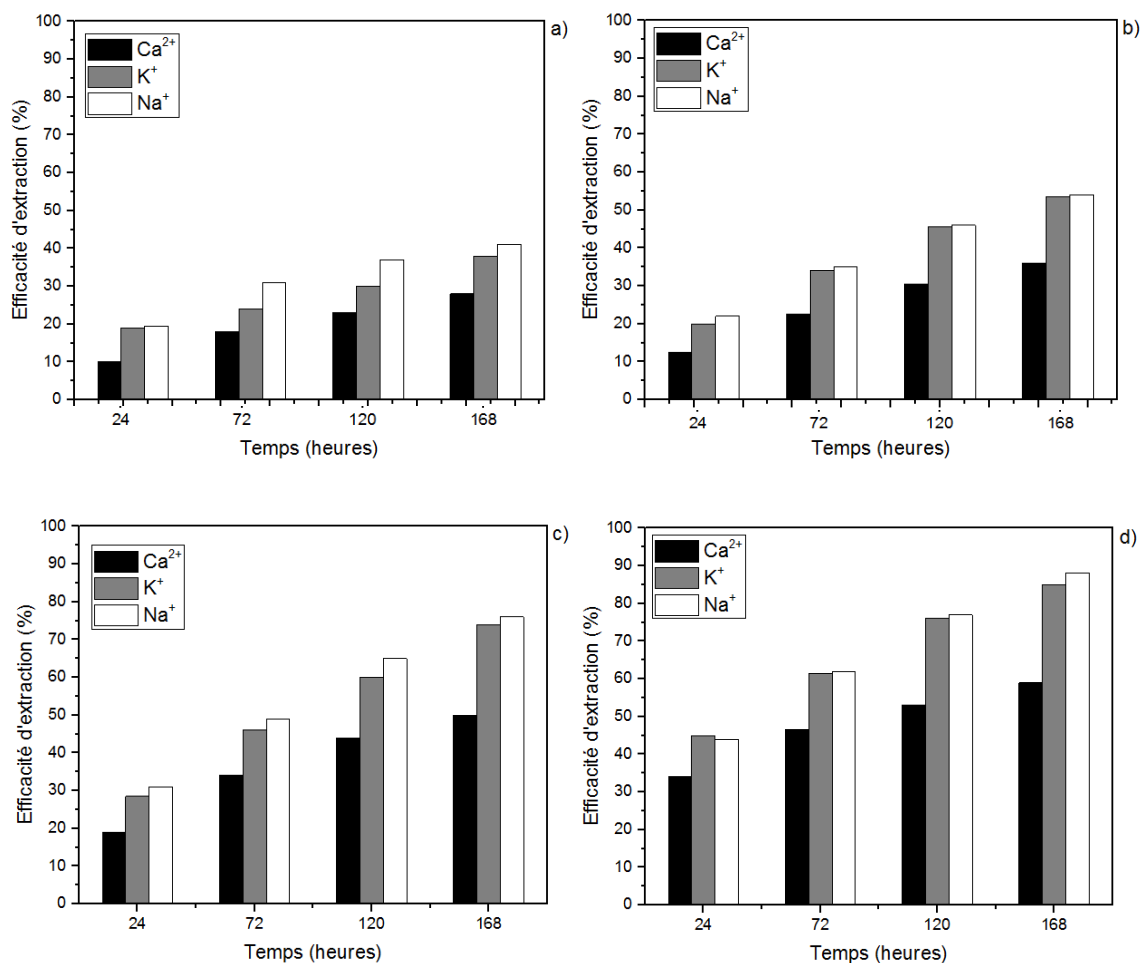 a)
Ca²⁺
K⁺
Na⁺
Efficacité d'extraction (%)
100
90
80
70
60
50
40
30
20
10
0
24 72 120 168
Temps (heures)
b)
Ca²⁺
K⁺
Na⁺
Efficacité d'extraction (%)
100
90
80
70
60
50
40
30
20
10
0
24 72 120 168
Temps (heures)
c)
Ca²⁺
K⁺
Na⁺
Efficacité d'extraction (%)
100
90
80
70
60
50
40
30
20
10
0
24 72 120 168
Temps (heures)
d)
Ca²⁺
K⁺
Na⁺
Efficacité d'extraction (%)
100
90
80
70
60
50
40
30
20
10
0
24 72 120 168
Temps (heures)